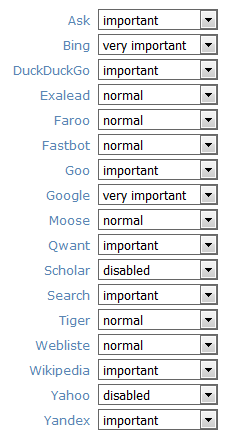 Ask important
Bing very important
DuckDuckGo important
Exalead normal
Faroo normal
Fastbot normal
Goo important
Google very important
Moose normal
Qwant important
Scholar disabled
Search important
Tiger normal
Webliste normal
Wikipedia important
Yahoo disabled
Yandex important